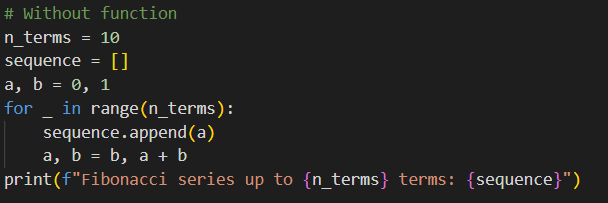 # Without function
n_terms = 10
sequence = []
a, b = 0, 1
for _ in range(n_terms):
    sequence.append(a)
    a, b = b, a + b
print(f"Fibonacci series up to {n_terms} terms: {sequence}")